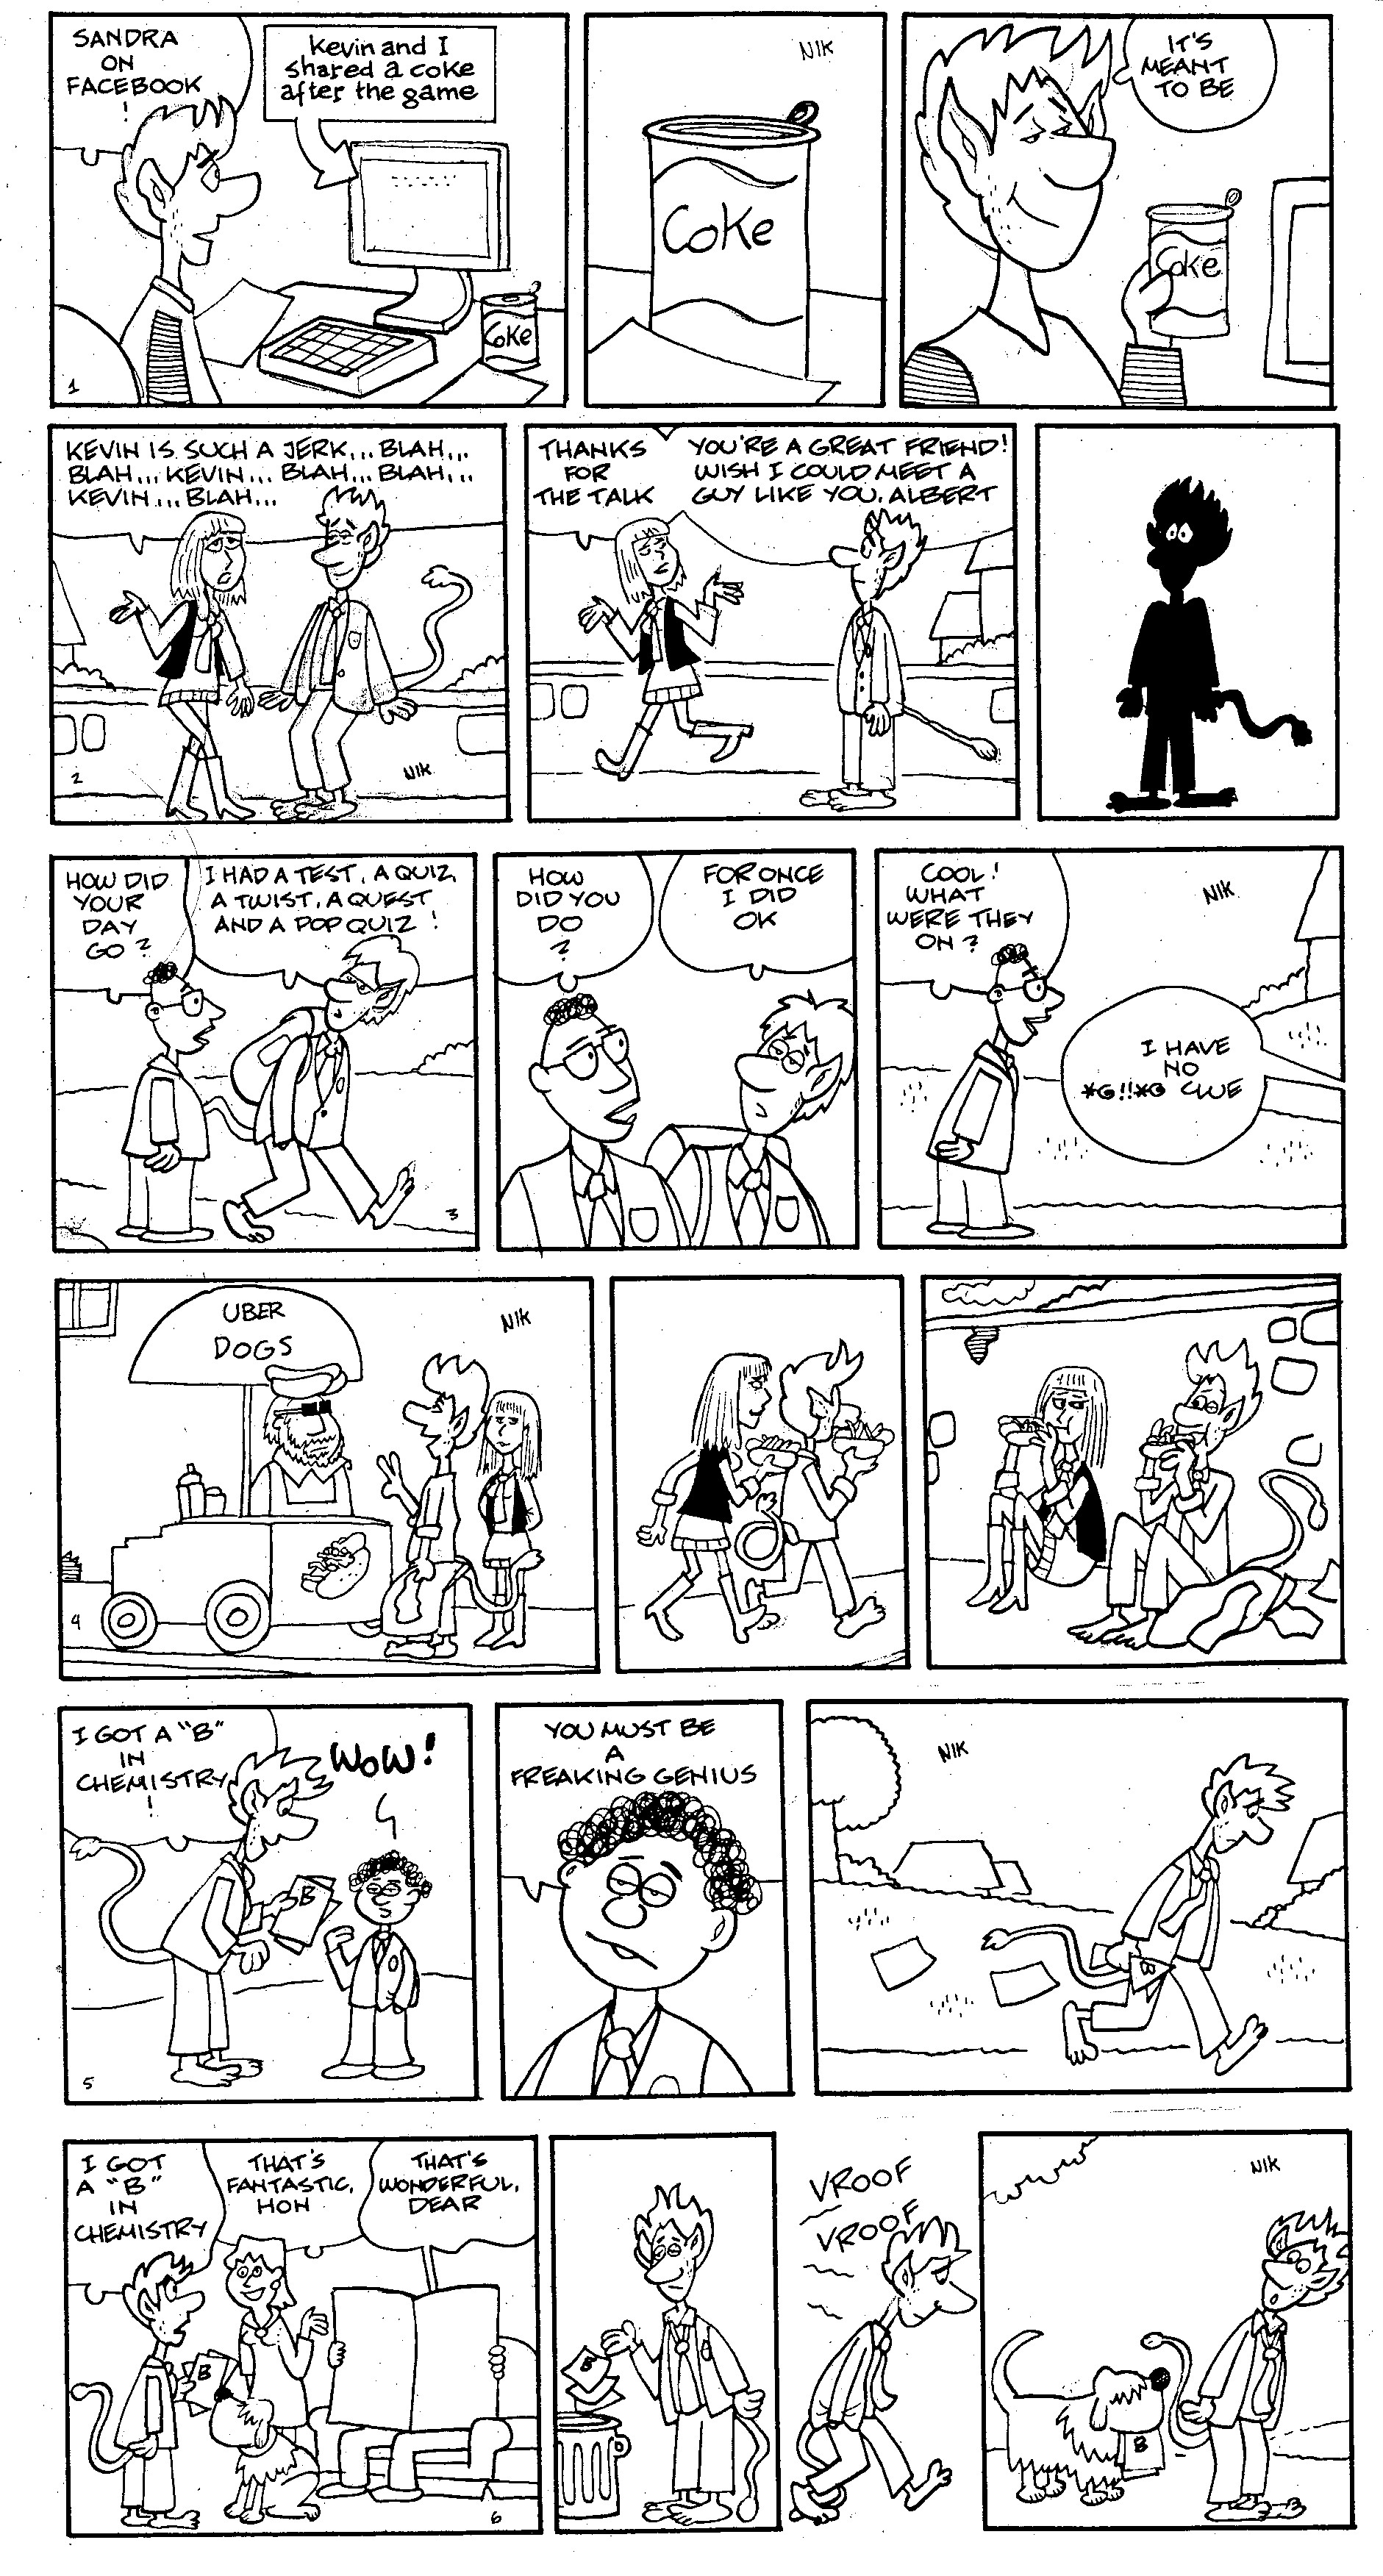 SANDRA
ON
FACEBOOK
!
Kevin and I
shared a coke
after the game
Coke
1
NIK
Coke
IT'S
MEANT
TO BE
Coke
KEVIN IS SUCH A JERK... BLAH...
BLAH... KEVIN... BLAH... BLAH...
KEVIN... BLAH...
2
NIK
THANKS
FOR
THE TALK
YOU'RE A GREAT FRIEND!
WISH I COULD MEET A
GUY LIKE YOU, ALBERT
HOW DID
YOUR
DAY
GO?
I HAD A TEST, A QUIZ,
A TWIST, A QUEST
AND A POP QUIZ!
3
HOW
DID YOU
DO
?
FOR ONCE
I DID
OK
COOL!
WHAT
WERE THEY
ON?
NIK
I HAVE
NO
*G!!*G CLUE
UBER
DOGS
NIK
4
I GOT A "B"
IN
CHEMISTRY
!
WOW!
B
5
YOU MUST BE
A
FREAKING GENIUS
NIK
B
I GOT
A "B"
IN
CHEMISTRY
THAT'S
FANTASTIC,
HON
THAT'S
WONDERFUL,
DEAR
B
6
B
VROOF
VROOF
NIK
B